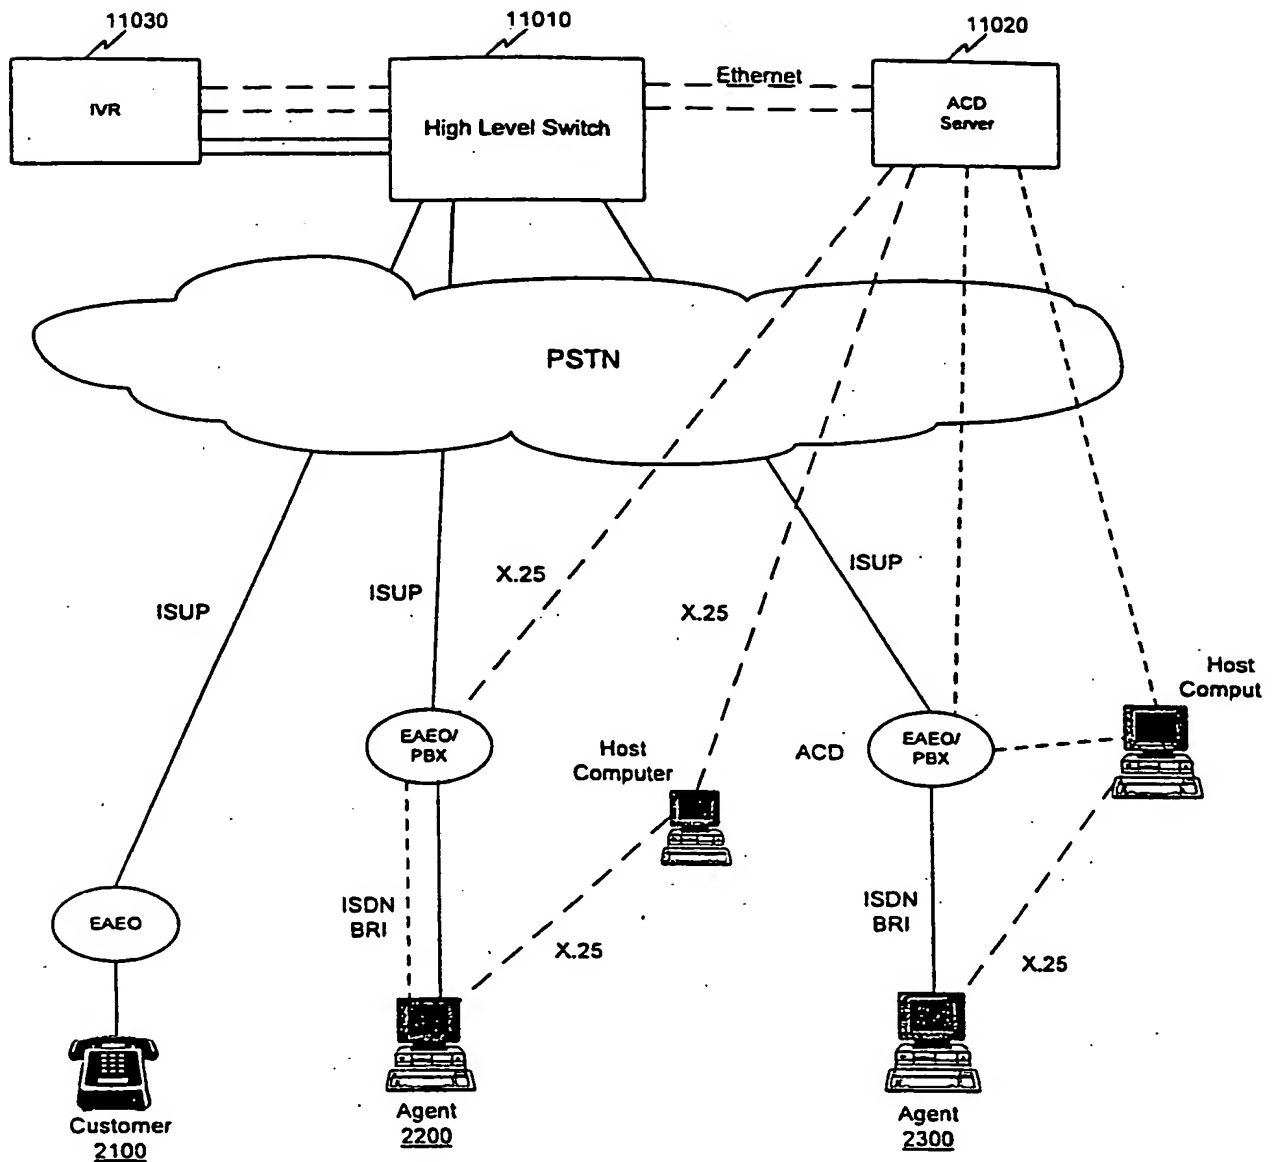 11030
11010
11020
IVR
High Level Switch
Ethernet
ACD
Server
PSTN
ISUP
ISUP
X.25
X.25
ISUP
Host
Comput
EAEO/
PBX
Host
Computer
ACD
EAEO/
PBX
EAEO
ISDN
BRI
X.25
ISDN
BRI
X.25
Customer
2100
Agent
2200
Agent
2300